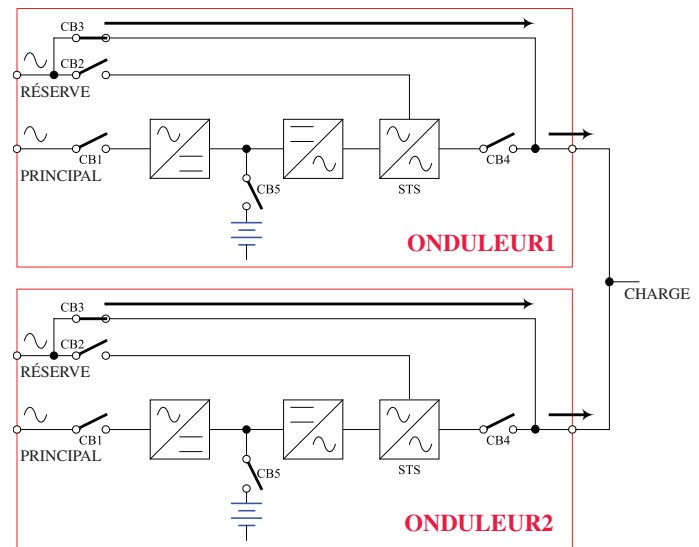 CB3
CB2
RÉSERVE
CB1
PRINCIPAL
CB5
STS
CB4
ONDULEUR1
CHARGE
CB3
CB2
RÉSERVE
CB1
PRINCIPAL
CB5
STS
CB4
ONDULEUR2